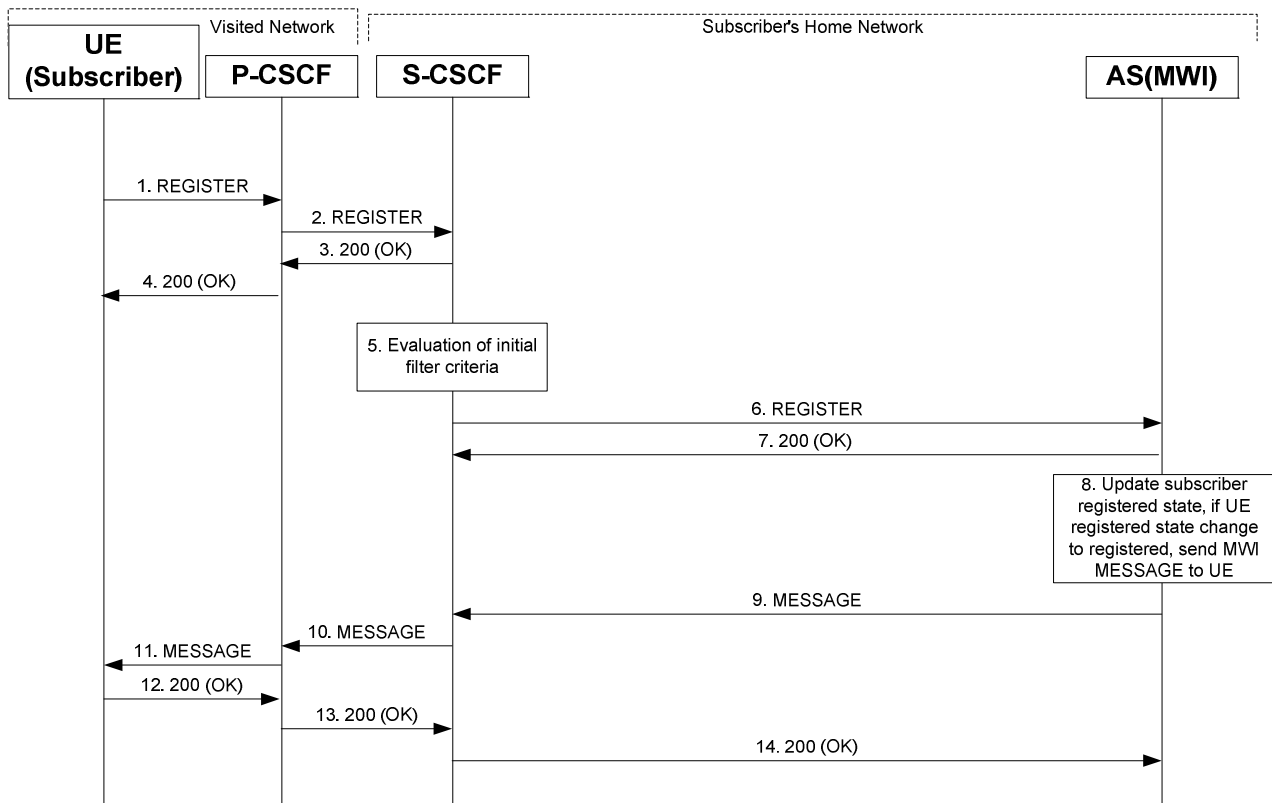 Visited Network
Subscriber's Home Network
UE
(Subscriber)
P-CSCF
S-CSCF
AS(MWI)
1. REGISTER
2. REGISTER
3. 200 (OK)
4. 200 (OK)
5. Evaluation of initial
filter criteria
6. REGISTER
7. 200 (OK)
8. Update subscriber
registered state, if UE
registered state change
to registered, send MWI
MESSAGE to UE
9. MESSAGE
10. MESSAGE
11. MESSAGE
12. 200 (OK)
13. 200 (OK)
14. 200 (OK)